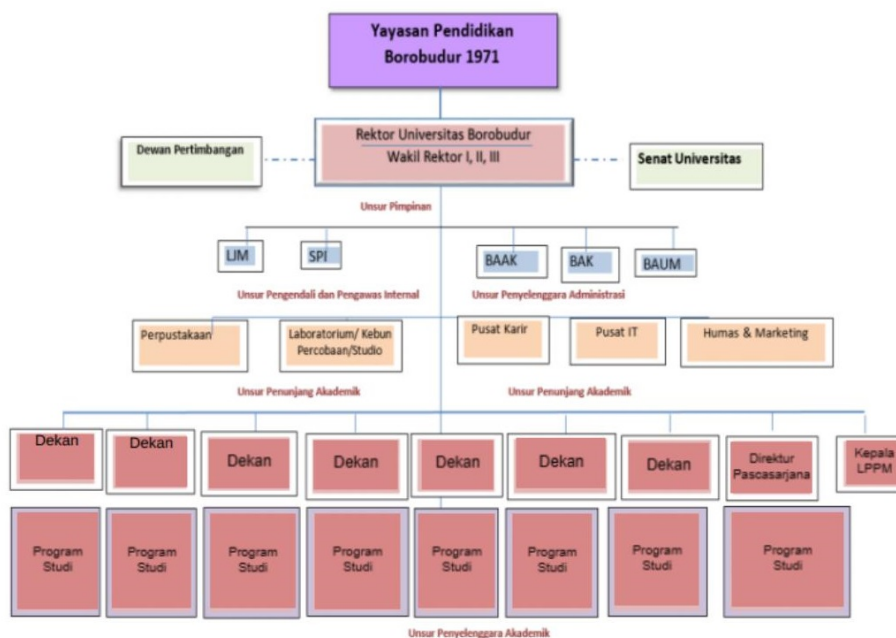 Yayasan Pendidikan
Borobudur 1971
Rektor Universitas Borobudur
Wakil Rektor I, II, III
Dewan Pertimbangan
Senat Universitas
Unsur Pimpinan
LJM
SPI
BAAK
BAK
BAUM
Unsur Pengendali dan Pengawas Internal
Unsur Penyelenggara Administrasi
Perpustakaan
Laboratorium/ Kebun
Percobaan/Studio
Pusat Karir
Pusat IT
Humas & Marketing
Unsur Penunjang Akademik
Unsur Penunjang Akademik
Dekan
Dekan
Dekan
Dekan
Dekan
Dekan
Dekan
Direktur
Pascasarjana
Kepala
LPPM
Program
Studi
Program
Studi
Program
Studi
Program
Studi
Program
Studi
Program
Studi
Program
Studi
Program
Studi
Unsur Penyelenggara Akademik